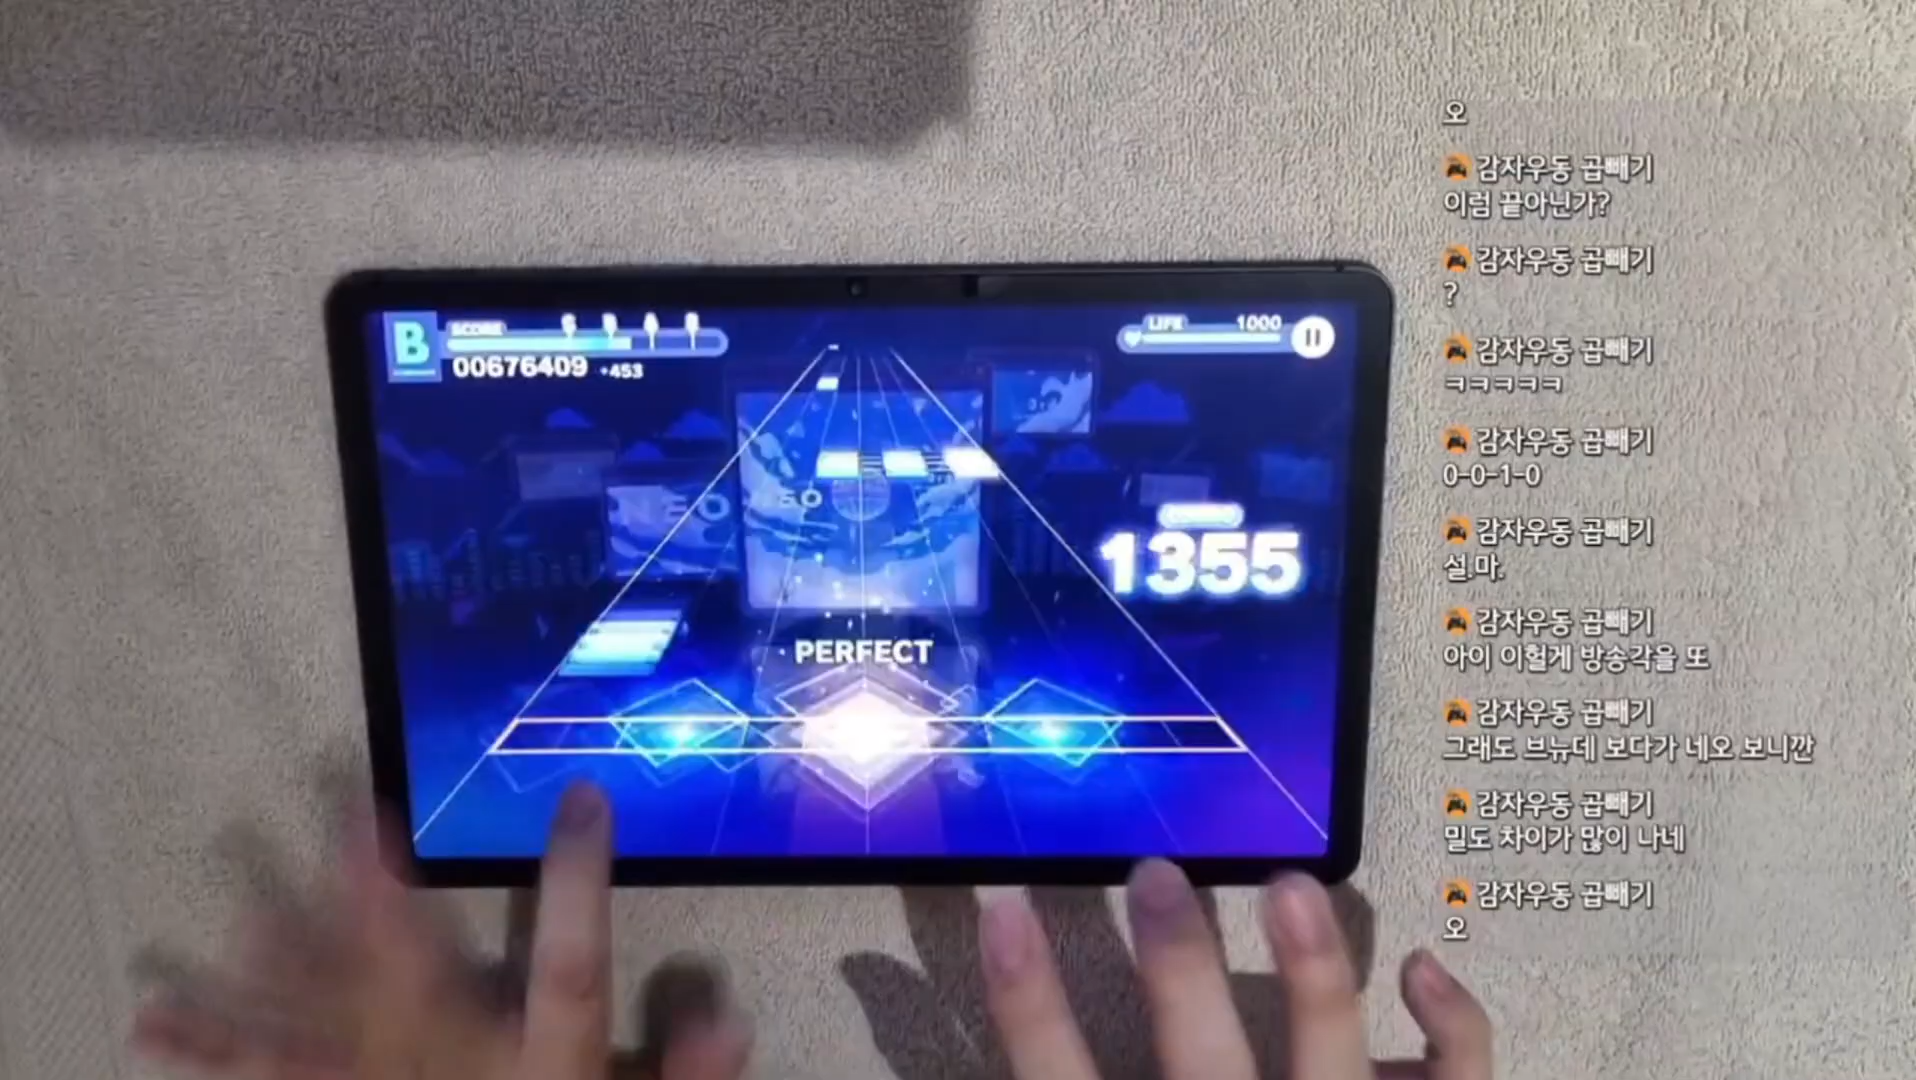 B
SCORE
C B A S
00676409 +453
LIFE 1000
NEO
COMBO
1355
PERFECT
오
감자우동 곱빼기
이럼 끝아닌가?
감자우동 곱빼기
?
감자우동 곱빼기
ㅋㅋㅋㅋㅋ
감자우동 곱빼기
0-0-1-0
감자우동 곱빼기
설.마.
감자우동 곱빼기
아이 이헐게 방송각을 또
감자우동 곱빼기
그래도 브뉴데 보다가 네오 보니깐
감자우동 곱빼기
밀도 차이가 많이 나네
감자우동 곱빼기
오